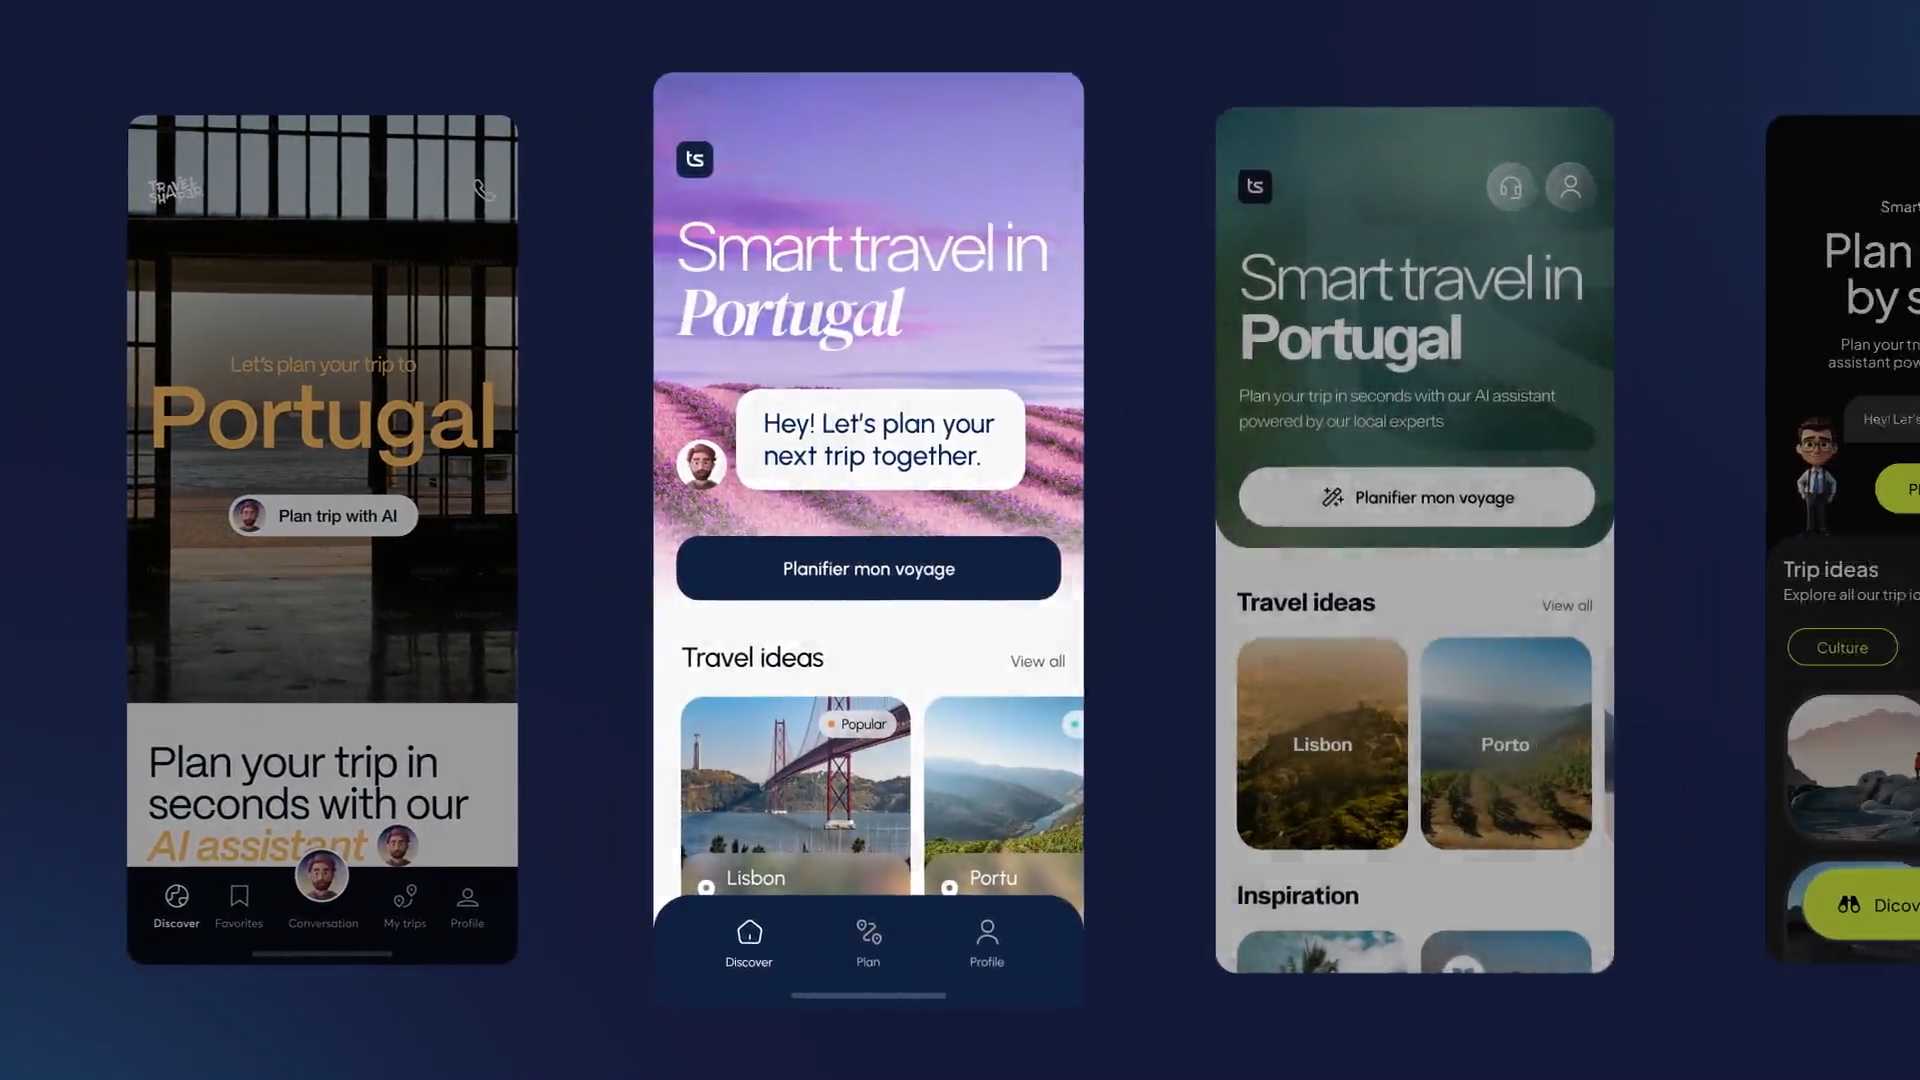 TRAVEL
SHAPER
Let's plan your trip to
Portugal
Plan trip with AI
Plan your trip in
seconds with our
AI assistant
Discover
Favorites
Conversation
My trips
Profile
ts
Smart travel in
Portugal
Hey! Let's plan your
next trip together.
Planifier mon voyage
Travel ideas
View all
Popular
Lisbon
Portu
Discover
Plan
Profile
ts
Smart travel in
Portugal
Plan your trip in seconds with our AI assistant
powered by our local experts
Planifier mon voyage
Travel ideas
View all
Lisbon
Porto
Inspiration
Smart
Plan
by s
Plan your tr
assistant pow
Hey! Let's
Pl
Trip ideas
Explore all our trip id
Culture
Dicov